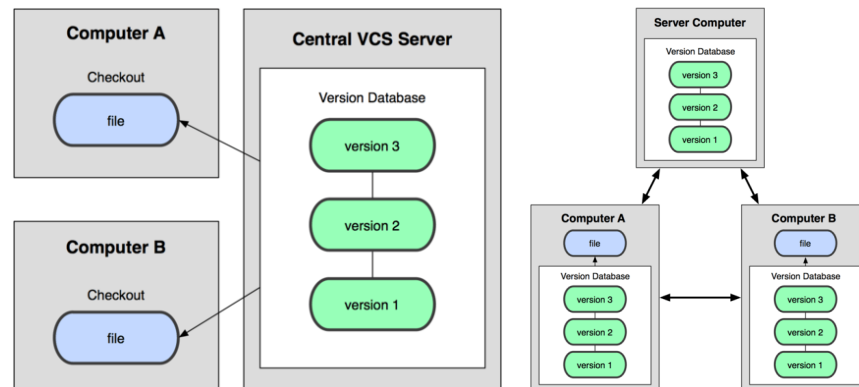 Computer A
Checkout
file
Computer B
Checkout
file
Central VCS Server
Version Database
version 3
version 2
version 1
Server Computer
Version Database
version 3
version 2
version 1
Computer A
file
Version Database
version 3
version 2
version 1
Computer B
file
Version Database
version 3
version 2
version 1